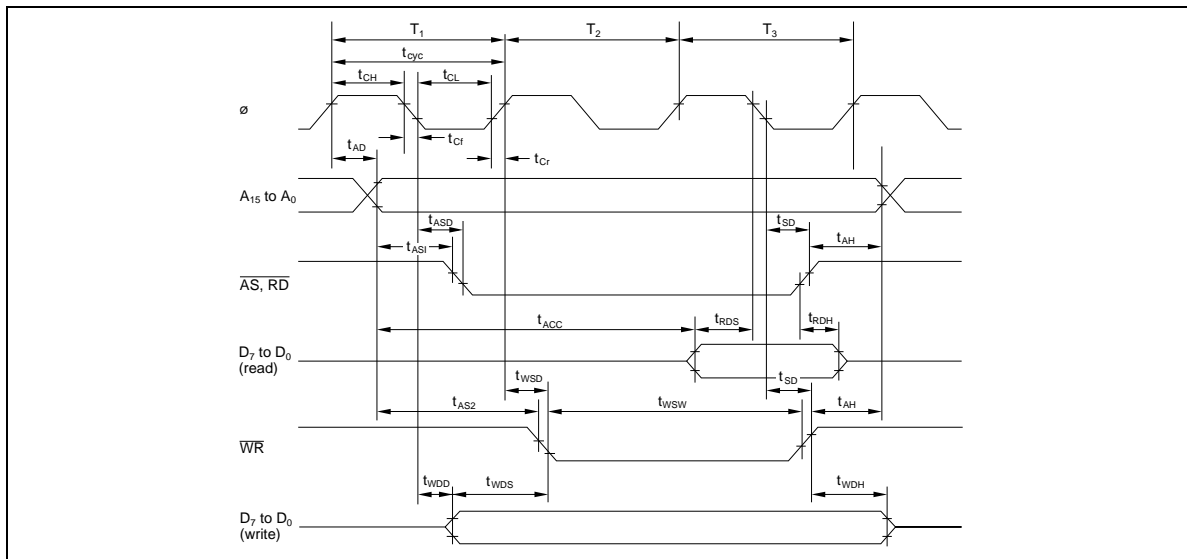 T1 T2 T3
tcyc
tCH tCL
ø
tCf
tAD tCr
A15 to A0
tASD tSD
tAH
tASI
AS, RD
tACC tRDS tRDH
D7 to D0
(read)
tWSD tSD
tAS2 tWSW tAH
WR
tWDD tWDS tWDH
D7 to D0
(write)